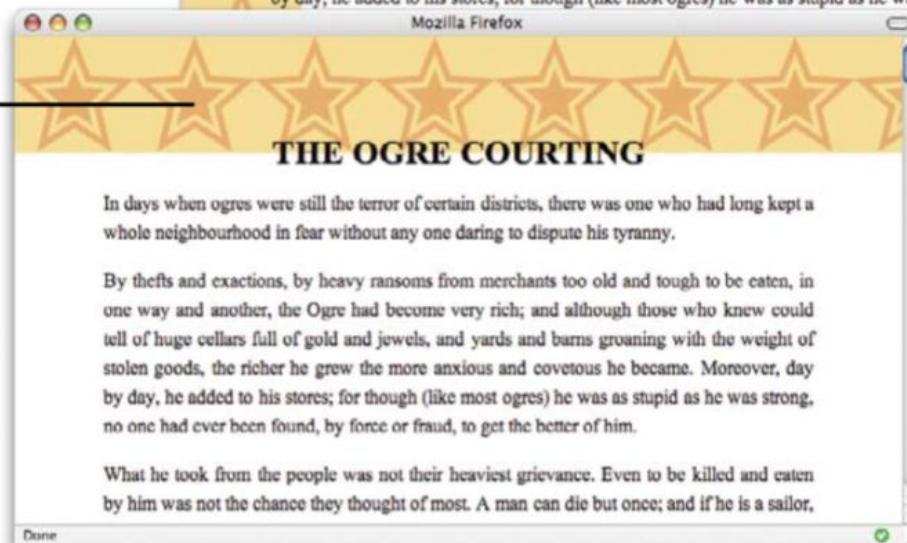 by day, he added to his stores; for though (like most ogres) he was as stupid as he
Mozilla Firefox
THE OGRE COURTING
In days when ogres were still the terror of certain districts, there was one who had long kept a
whole neighbourhood in fear without any one daring to dispute his tyranny.
By thefts and exactions, by heavy ransoms from merchants too old and tough to be eaten, in
one way and another, the Ogre had become very rich; and although those who knew could
tell of huge cellars full of gold and jewels, and yards and barns groaning with the weight of
stolen goods, the richer he grew the more anxious and covetous he became. Moreover, day
by day, he added to his stores; for though (like most ogres) he was as stupid as he was strong,
no one had ever been found, by force or fraud, to get the better of him.
What he took from the people was not their heaviest grievance. Even to be killed and eaten
by him was not the chance they thought of most. A man can die but once; and if he is a sailor,
Done